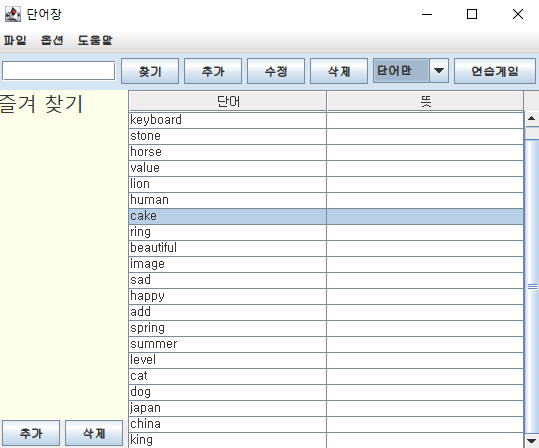 단어장
파일 옵션 도움말
찾기 추가 수정 삭제 단어만 연습게임
즐겨 찾기
단어 뜻
keyboard
stone
horse
value
lion
human
cake
ring
beautiful
image
sad
happy
add
spring
summer
level
cat
dog
japan
china
king
추가 삭제